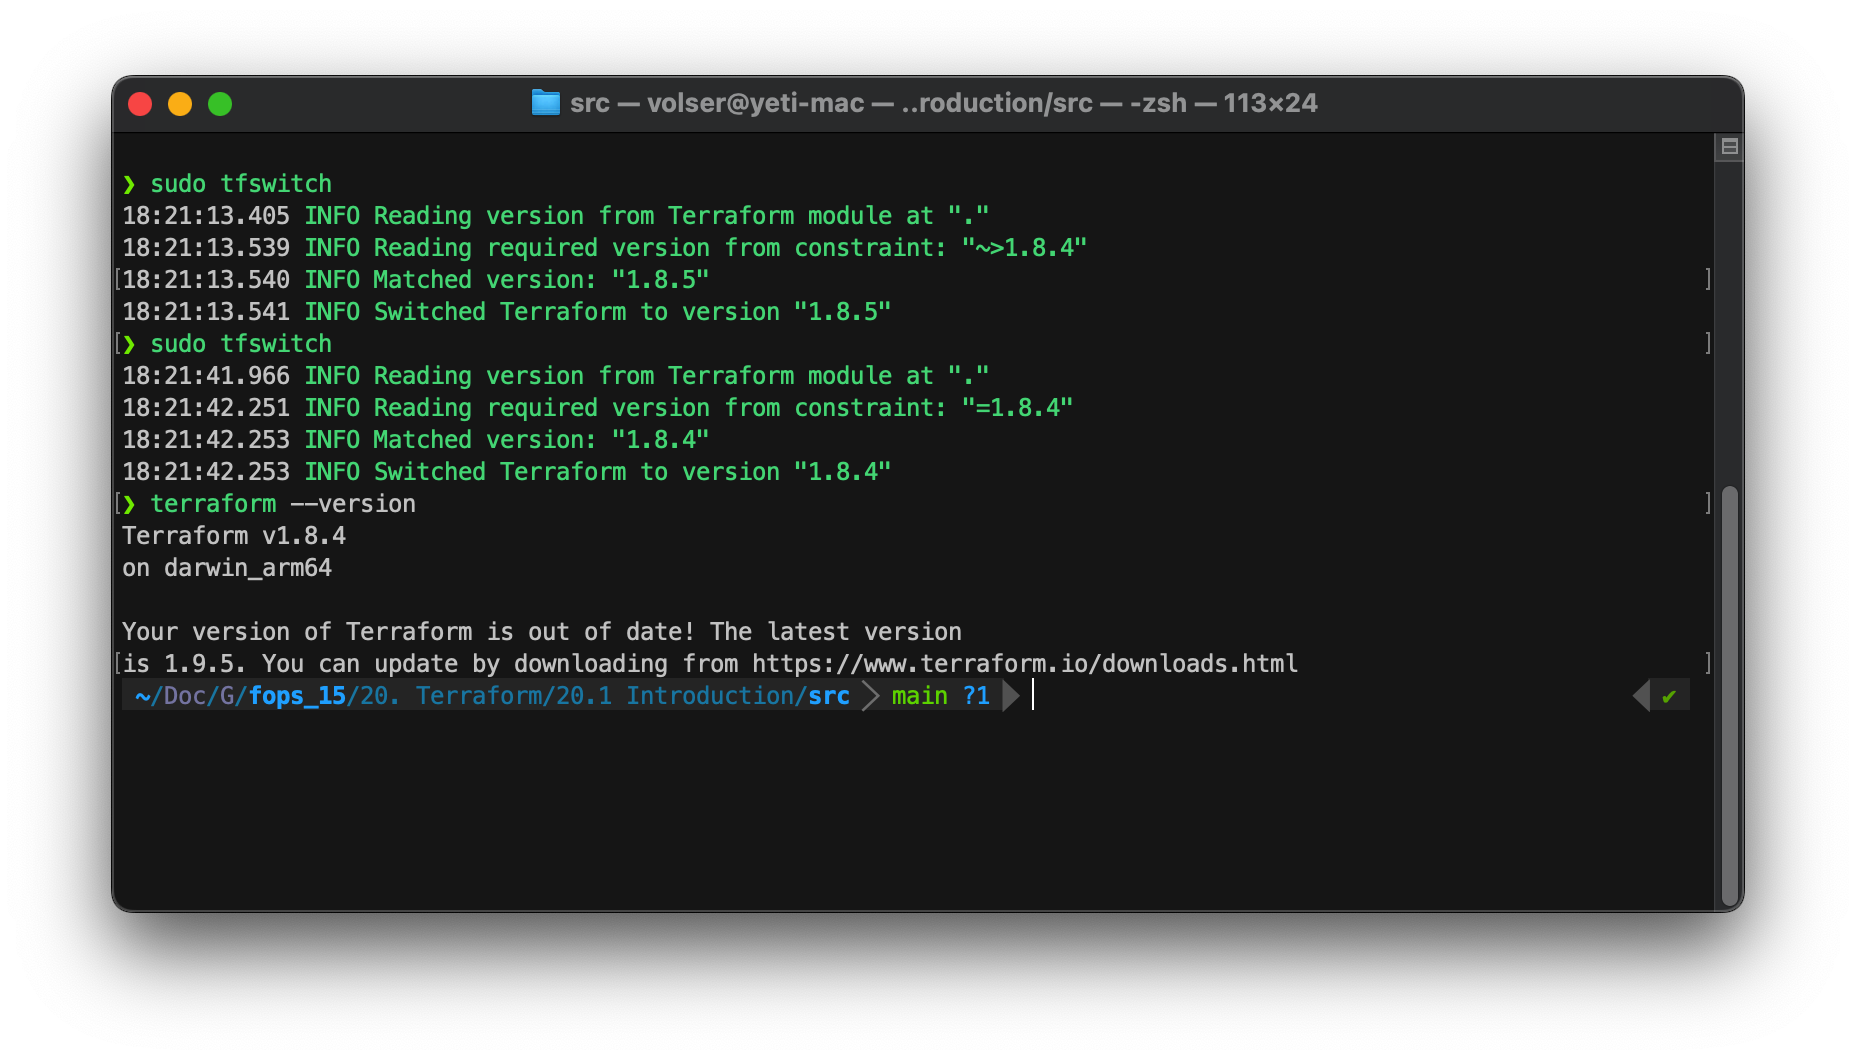 src — volser@yeti-mac — ..roduction/src — -zsh — 113×24
❯ sudo tfswitch
18:21:13.405 INFO Reading version from Terraform module at "."
18:21:13.539 INFO Reading required version from constraint: "~>1.8.4"
[18:21:13.540 INFO Matched version: "1.8.5" ]
18:21:13.541 INFO Switched Terraform to version "1.8.5"
[❯ sudo tfswitch ]
18:21:41.966 INFO Reading version from Terraform module at "."
18:21:42.251 INFO Reading required version from constraint: "=1.8.4"
18:21:42.253 INFO Matched version: "1.8.4"
18:21:42.253 INFO Switched Terraform to version "1.8.4"
[❯ terraform --version ]
Terraform v1.8.4
on darwin_arm64
Your version of Terraform is out of date! The latest version
[is 1.9.5. You can update by downloading from https://www.terraform.io/downloads.html ]
~/Doc/G/fops_15/20. Terraform/20.1 Introduction/src main ?1 ✔